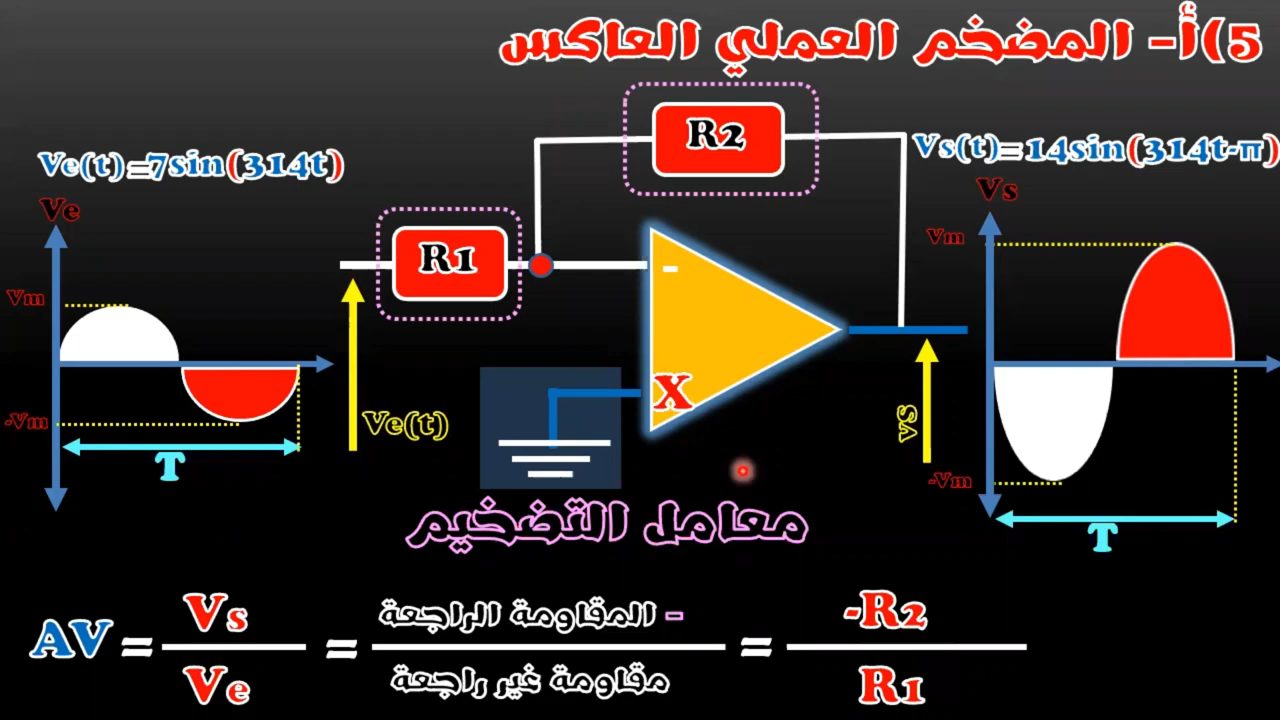 5)أ- المضخم العملي العاكس
R2
Ve(t)=7sin(314t)
Vs(t)=14sin(314t-π)
Ve
Vs
Vm
R1
-
Vm
-Vm
X
Ve(t)
vS
-Vm
T
T
معامل التضخيم
AV = Vs / Ve = - المقاومة الراجعة / مقاومة غير راجعة = -R2 / R1